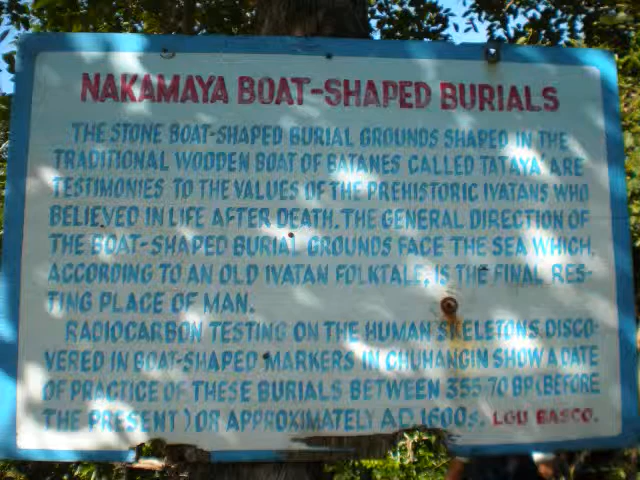 NAKAMAYA BOAT-SHAPED BURIALS
THE STONE BOAT-SHAPED BURIAL GROUNDS SHAPED IN THE
TRADITIONAL WOODEN BOAT OF BATANES CALLED TATAYA' ARE
TESTIMONIES TO THE VALUES OF THE PREHISTORIC IVATANS WHO
BELIEVED IN LIFE AFTER DEATH. THE GENERAL DIRECTION OF
THE BOAT-SHAPED BURIAL GROUNDS FACE THE SEA WHICH,
ACCORDING TO AN OLD IVATAN FOLKTALE, IS THE FINAL RES-
TING PLACE OF MAN.
RADIOCARBON TESTING ON THE HUMAN SKELETONS DISCO-
VERED IN BOAT-SHAPED MARKERS IN CHUHANGIN SHOW A DATE
OF PRACTICE OF THESE BURIALS BETWEEN 355-70 BP (BEFORE
THE PRESENT) OR APPROXIMATELY AD 1600s. LGU BASCO.